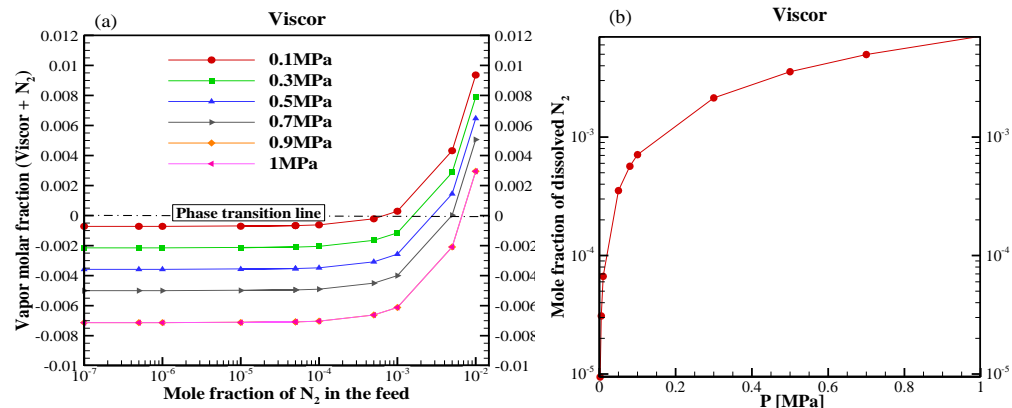 (a)
Viscor
Vapor molar fraction (Viscor + N2)
0.012
0.01
0.008
0.006
0.004
0.002
0
-0.002
-0.004
-0.006
-0.008
-0.01
0.1MPa
0.3MPa
0.5MPa
0.7MPa
0.9MPa
1MPa
Phase transition line
0.012
0.01
0.008
0.006
0.004
0.002
0
-0.002
-0.004
-0.006
-0.008
-0.01
10^-7 10^-6 10^-5 10^-4 10^-3 10^-2
Mole fraction of N2 in the feed
(b)
Viscor
Mole fraction of dissolved N2
10^-3
10^-4
10^-5
10^-3
10^-4
10^-5
0 0.2 0.4 0.6 0.8 1
P [MPa]